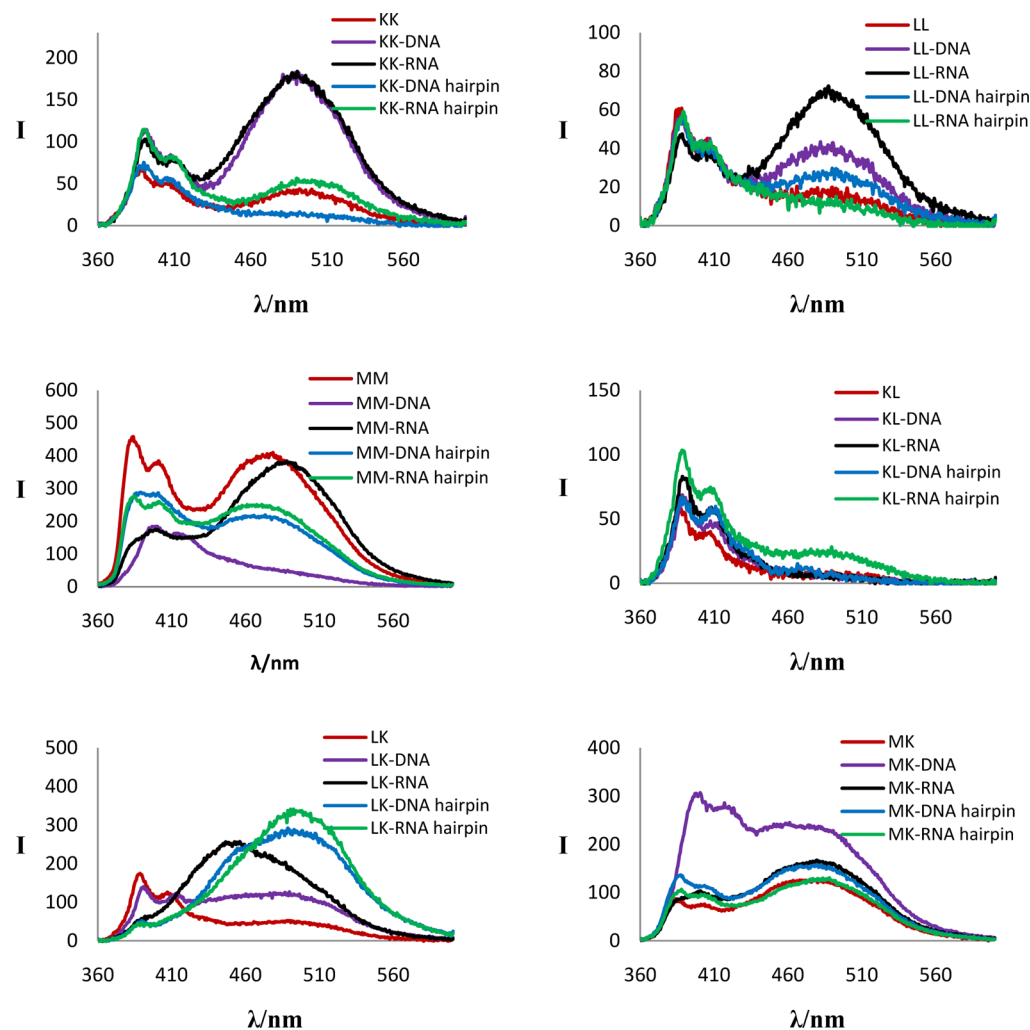 KK
KK-DNA
KK-RNA
KK-DNA hairpin
KK-RNA hairpin
200
150
100
50
0
I
360 410 460 510 560
λ/nm
LL
LL-DNA
LL-RNA
LL-DNA hairpin
LL-RNA hairpin
100
80
60
40
20
0
I
360 410 460 510 560
λ/nm
MM
MM-DNA
MM-RNA
MM-DNA hairpin
MM-RNA hairpin
600
500
400
300
200
100
0
I
360 410 460 510 560
λ/nm
KL
KL-DNA
KL-RNA
KL-DNA hairpin
KL-RNA hairpin
150
100
50
0
I
360 410 460 510 560
λ/nm
LK
LK-DNA
LK-RNA
LK-DNA hairpin
LK-RNA hairpin
500
400
300
200
100
0
I
360 410 460 510 560
λ/nm
MK
MK-DNA
MK-RNA
MK-DNA hairpin
MK-RNA hairpin
400
300
200
100
0
I
360 410 460 510 560
λ/nm